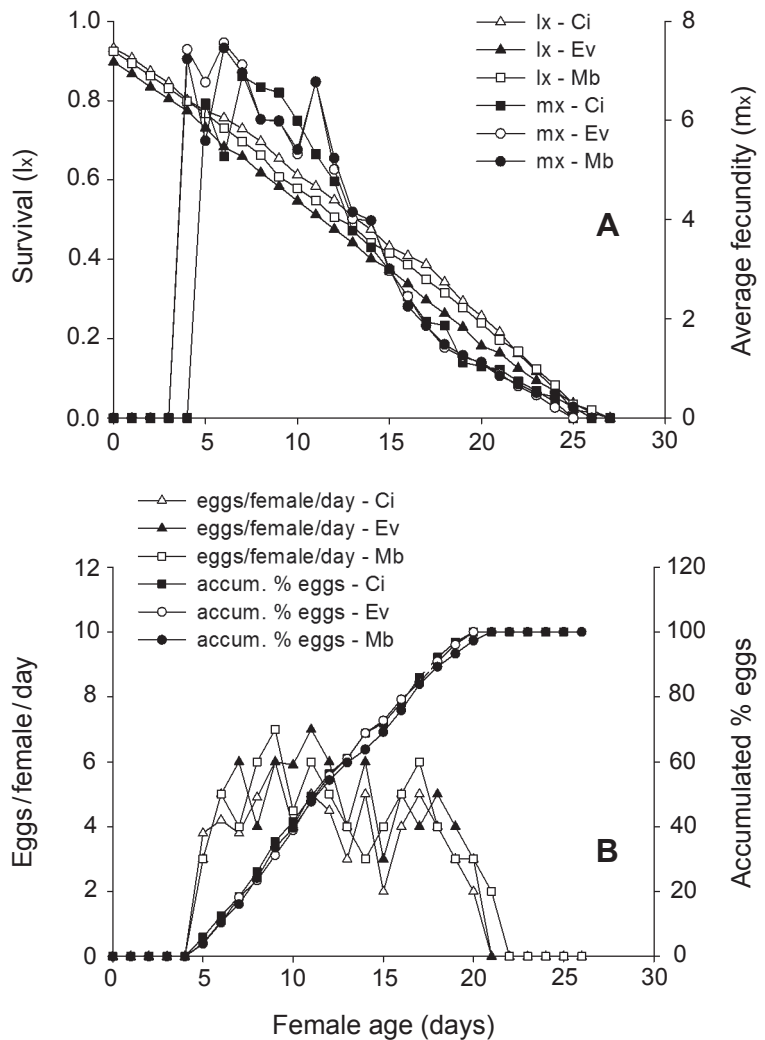 1.0
0.8
0.6
0.4
0.2
0.0
Survival (lx)
8
6
4
2
0
Average fecundity (mx)
lx - Ci
lx - Ev
lx - Mb
mx - Ci
mx - Ev
mx - Mb
A
0 5 10 15 20 25 30
eggs/female/day - Ci
eggs/female/day - Ev
eggs/female/day - Mb
accum. % eggs - Ci
accum. % eggs - Ev
accum. % eggs - Mb
12
10
8
6
4
2
0
Eggs/female/day
120
100
80
60
40
20
0
Accumulated % eggs
B
0 5 10 15 20 25 30
Female age (days)